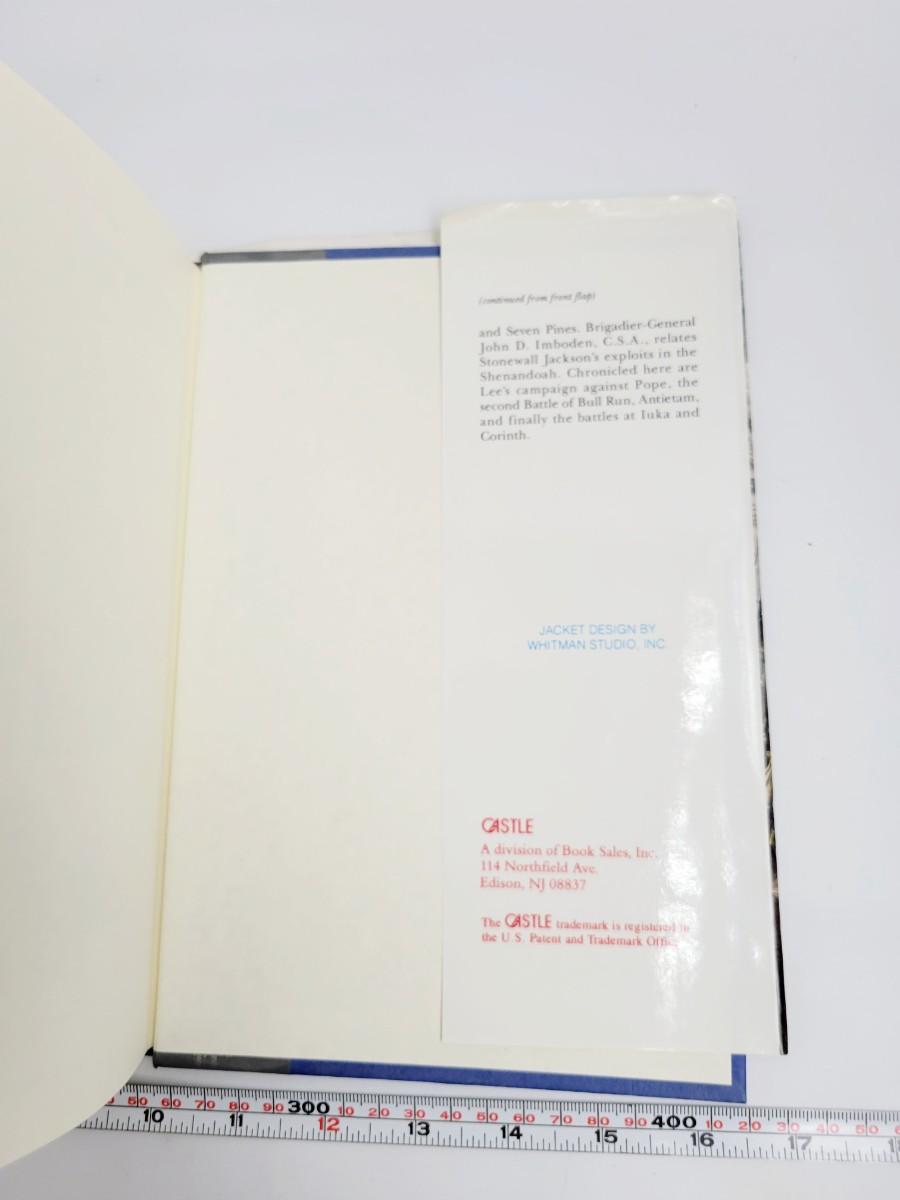 (continued from front flap)
and Seven Pines. Brigadier-General
John D. Imboden, C.S.A., relates
Stonewall Jackson's exploits in the
Shenandoah. Chronicled here are
Lee's campaign against Pope, the
second Battle of Bull Run, Antietam,
and finally the battles at Iuka and
Corinth.
JACKET DESIGN BY
WHITMAN STUDIO, INC.
CASTLE
A division of Book Sales, Inc.
114 Northfield Ave.
Edison, NJ 08837
The CASTLE trademark is registered in
the U.S. Patent and Trademark Office
50 60 70 80 90 300 10 20 30 40 50 60 70 80 90 400 10 20 30 40 50
10 11 12 13 14 15 16 17